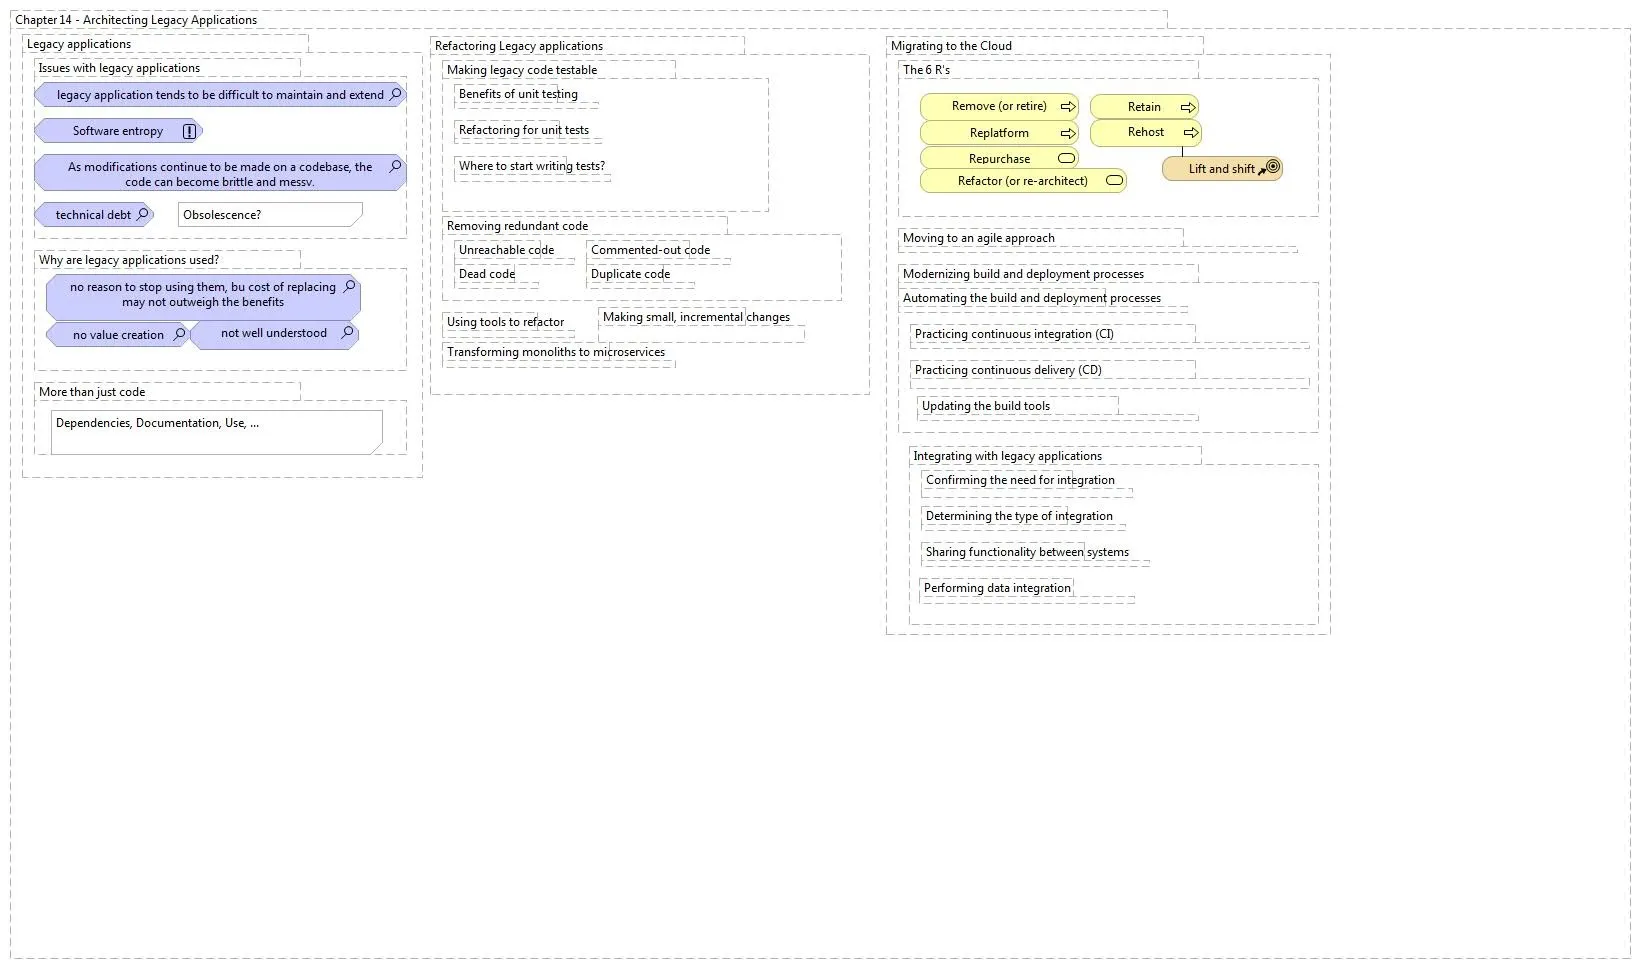 Chapter 14 - Architecting Legacy Applications
Legacy applications
Issues with legacy applications
legacy application tends to be difficult to maintain and extend
Software entropy
As modifications continue to be made on a codebase, the
code can become brittle and messy.
technical debt
Obsolescence?
Why are legacy applications used?
no reason to stop using them, bu cost of replacing
may not outweigh the benefits
no value creation
not well understood
More than just code
Dependencies, Documentation, Use, ...
Refactoring Legacy applications
Making legacy code testable
Benefits of unit testing
Refactoring for unit tests
Where to start writing tests?
Removing redundant code
Unreachable code
Commented-out code
Dead code
Duplicate code
Using tools to refactor
Making small, incremental changes
Transforming monoliths to microservices
Migrating to the Cloud
The 6 R's
Remove (or retire)
Retain
Replatform
Rehost
Repurchase
Lift and shift
Refactor (or re-architect)
Moving to an agile approach
Modernizing build and deployment processes
Automating the build and deployment processes
Practicing continuous integration (CI)
Practicing continuous delivery (CD)
Updating the build tools
Integrating with legacy applications
Confirming the need for integration
Determining the type of integration
Sharing functionality between systems
Performing data integration